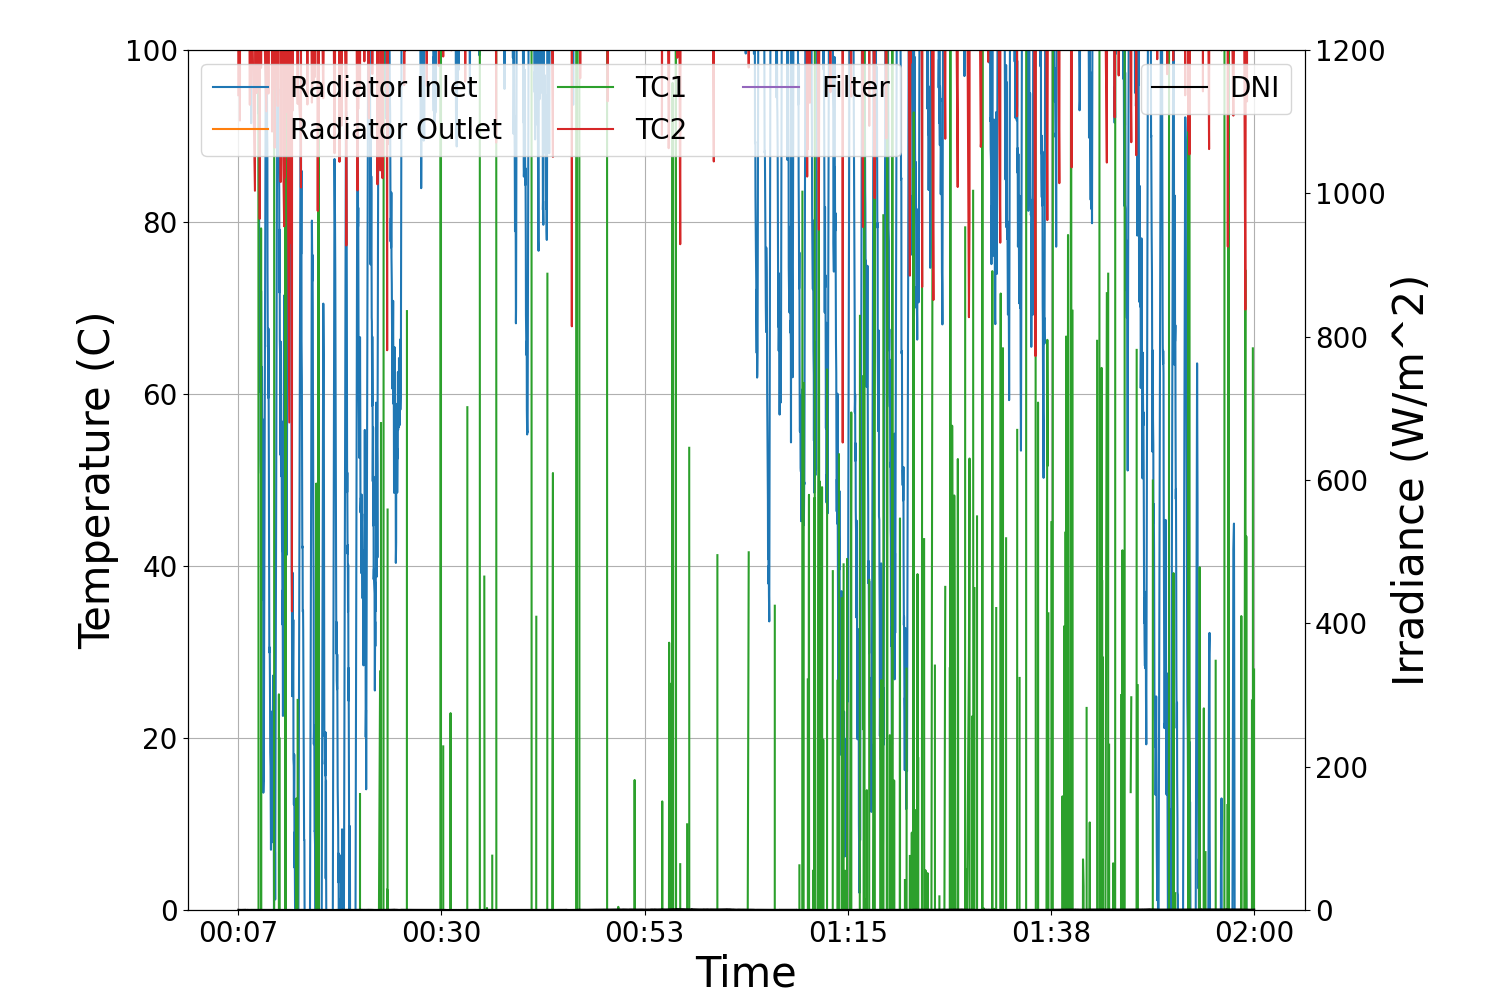 100
80
60
40
20
0
Temperature (C)
Radiator Inlet
Radiator Outlet
TC1
TC2
Filter
DNI
1200
1000
800
600
400
200
0
Irradiance (W/m^2)
00:07
00:30
00:53
01:15
01:38
02:00
Time